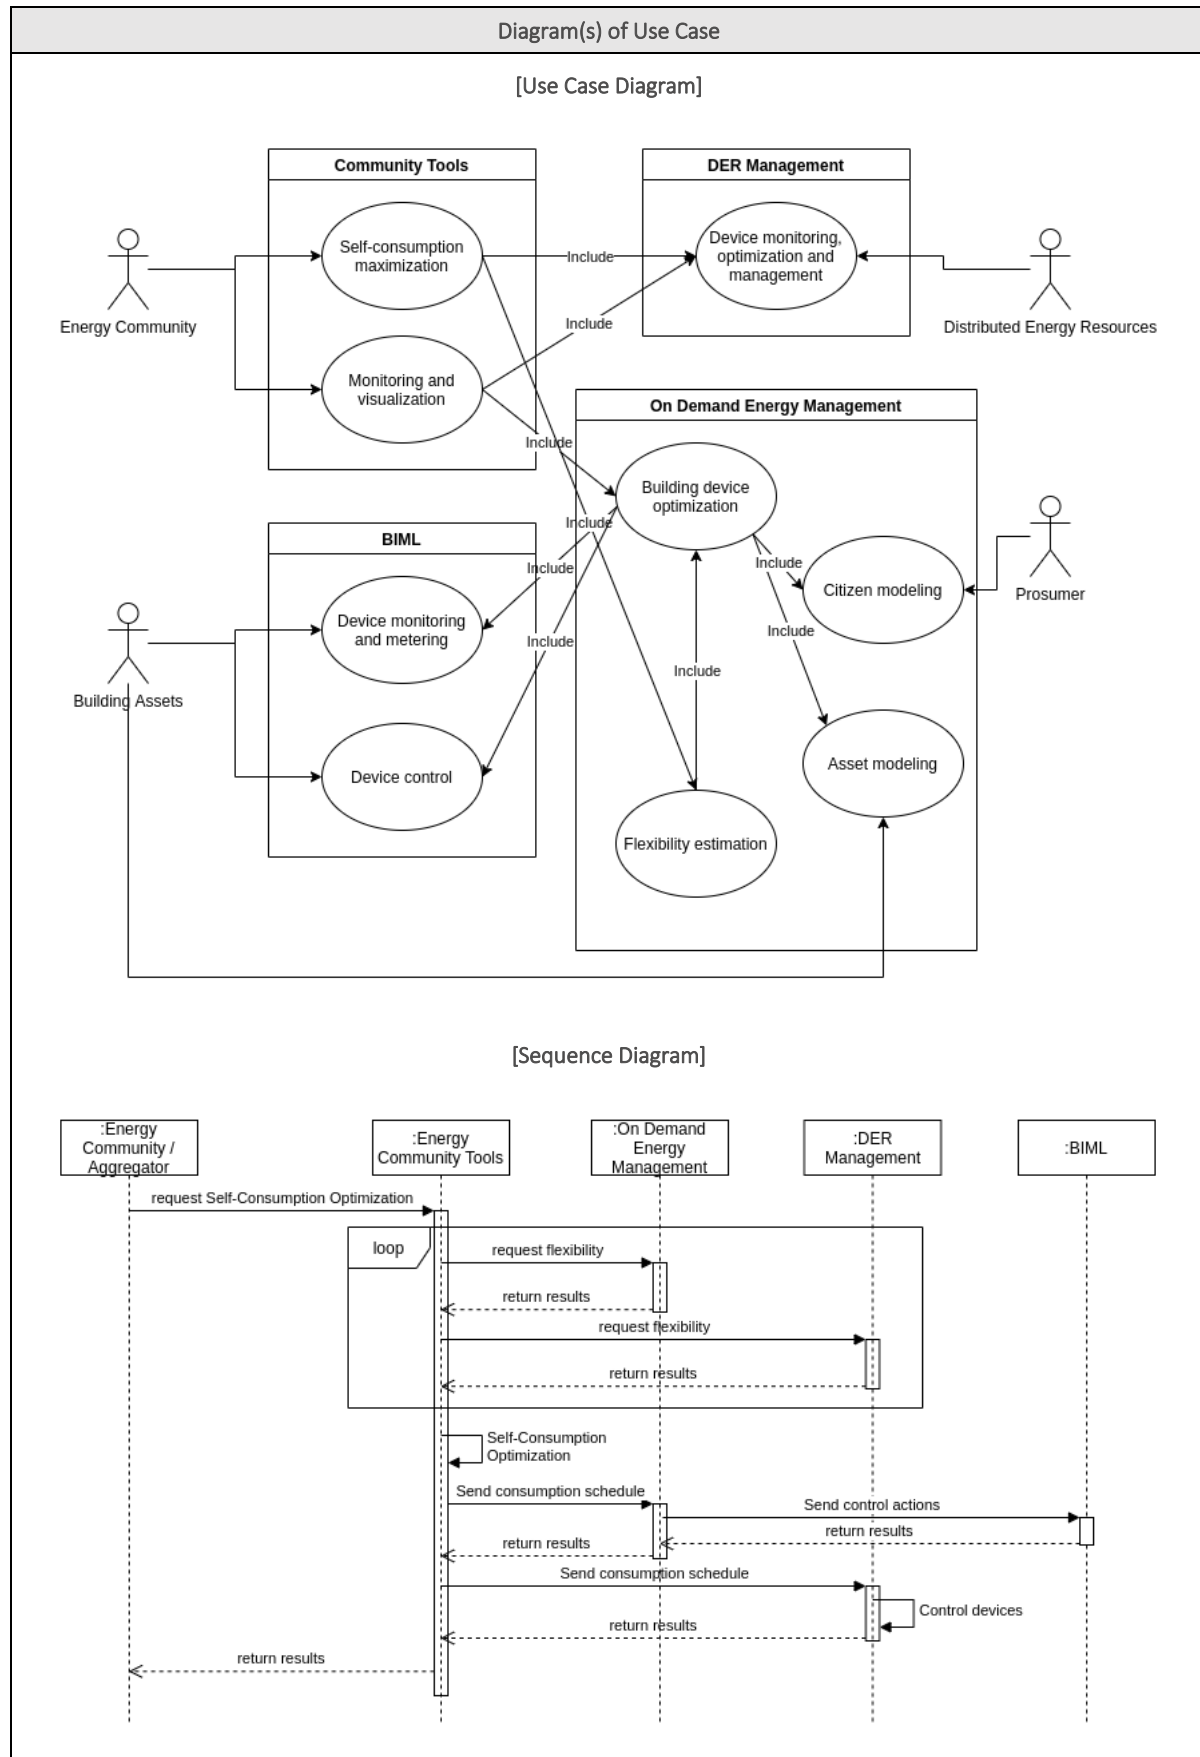 Diagram(s) of Use Case
[Use Case Diagram]
Community Tools
DER Management
Self-consumption
maximization
Include
Device monitoring,
optimization and
management
Energy Community
Distributed Energy Resources
Include
Monitoring and
visualization
On Demand Energy Management
Include
Building device
optimization
Include
BIML
Include
Include
Device monitoring
and metering
Citizen modeling
Prosumer
Include
Include
Building Assets
Include
Device control
Asset modeling
Flexibility estimation
[Sequence Diagram]
:Energy
Community /
Aggregator
:Energy
Community Tools
:On Demand
Energy
Management
:DER
Management
:BIML
request Self-Consumption Optimization
loop
request flexibility
return results
request flexibility
return results
Self-Consumption
Optimization
Send consumption schedule
Send control actions
return results
return results
Send consumption schedule
Control devices
return results
return results